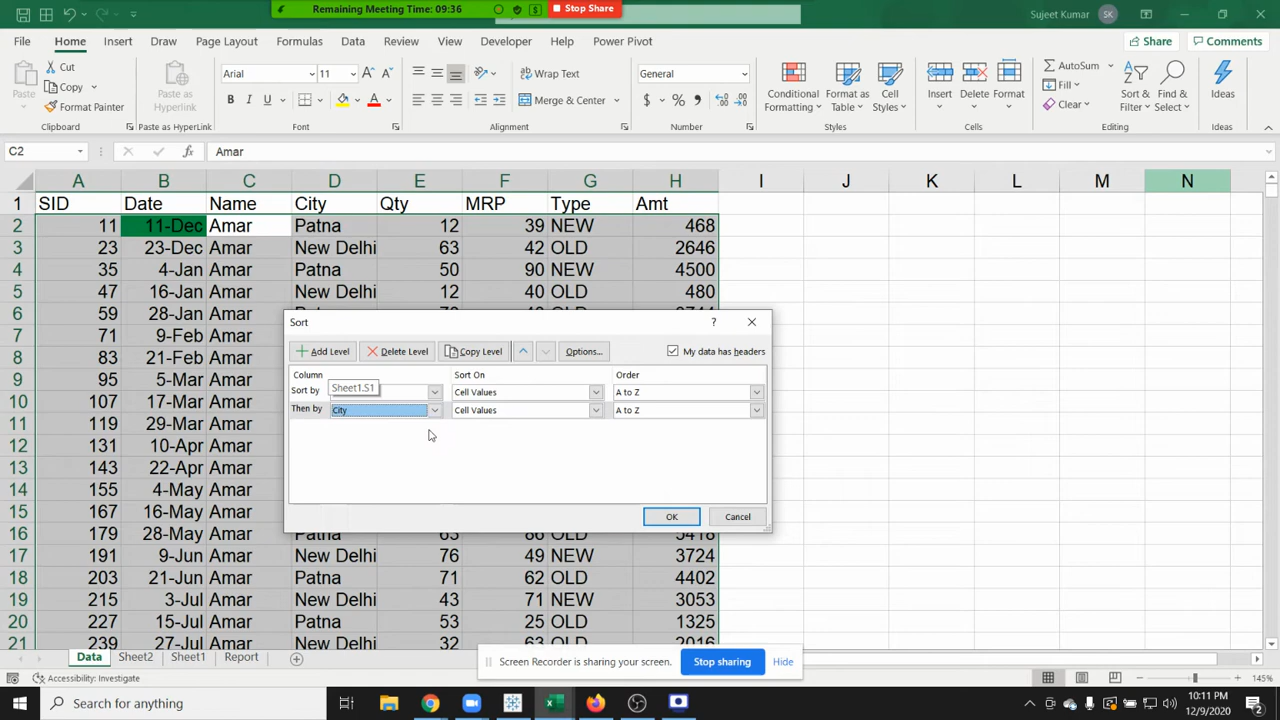 Remaining Meeting Time: 09:36
Stop Share
Sujeet Kumar
SK
File Home Insert Draw Page Layout Formulas Data Review View Developer Help Power Pivot
Share
Comments
Paste
Cut
Copy
Format Painter
Paste as Hyperlink
Arial 11
B I U
Wrap Text
Merge & Center
General
$ % ,
Conditional Formatting
Format as Table
Cell Styles
Insert Delete Format
AutoSum
Fill
Clear
Sort & Filter
Find & Select
Ideas
Clipboard Paste as HyperLink Font Alignment Number Styles Cells Editing Ideas
C2 fx Amar
A B C D E F G H I J K L M N
1 SID Date Name City Qty MRP Type Amt
2 11 11-Dec Amar Patna 12 39 NEW 468
3 23 23-Dec Amar New Delhi 63 42 OLD 2646
4 35 4-Jan Amar Patna 50 90 NEW 4500
5 47 16-Jan Amar New Delhi 12 40 OLD 480
6 59 28-Jan Amar
7 71 9-Feb Amar
8 83 21-Feb Amar
9 95 5-Mar Amar
10 107 17-Mar Amar
11 119 29-Mar Amar
12 131 10-Apr Amar
13 143 22-Apr Amar
14 155 4-May Amar
15 167 16-May Amar
16 179 28-May Amar Patna
17 191 9-Jun Amar New Delhi 76 49 NEW 3724
18 203 21-Jun Amar Patna 71 62 OLD 4402
19 215 3-Jul Amar New Delhi 43 71 NEW 3053
20 227 15-Jul Amar Patna 53 25 OLD 1325
21 239 27-Jul Amar New Delhi 32 63 OLD 2016
Sort
?
Add Level Delete Level Copy Level Options... My data has headers
Column Sort On Order
Sort by Sheet1.S1 Cell Values A to Z
Then by City Cell Values A to Z
OK Cancel
Data Sheet2 Sheet1 Report
Screen Recorder is sharing your screen. Stop sharing Hide
Accessibility: Investigate
145%
Type here to search
10:11 PM
12/9/2020
2